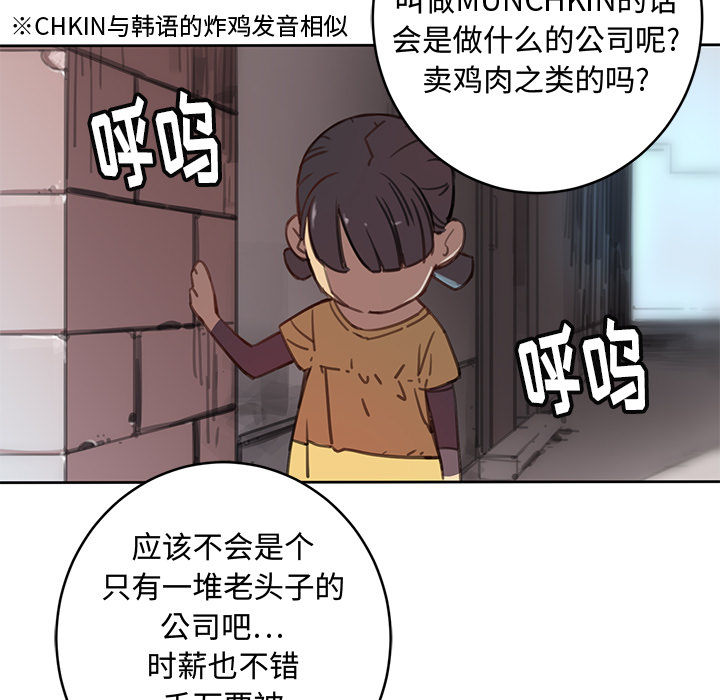 ※CHKIN与韩语的炸鸡发音相似
叫做MUNCHKIN的话
会是做什么的公司呢?
卖鸡肉之类的吗?
呼呜
呼呜
应该不会是个
只有一堆老头子的
公司吧...
时薪也不错